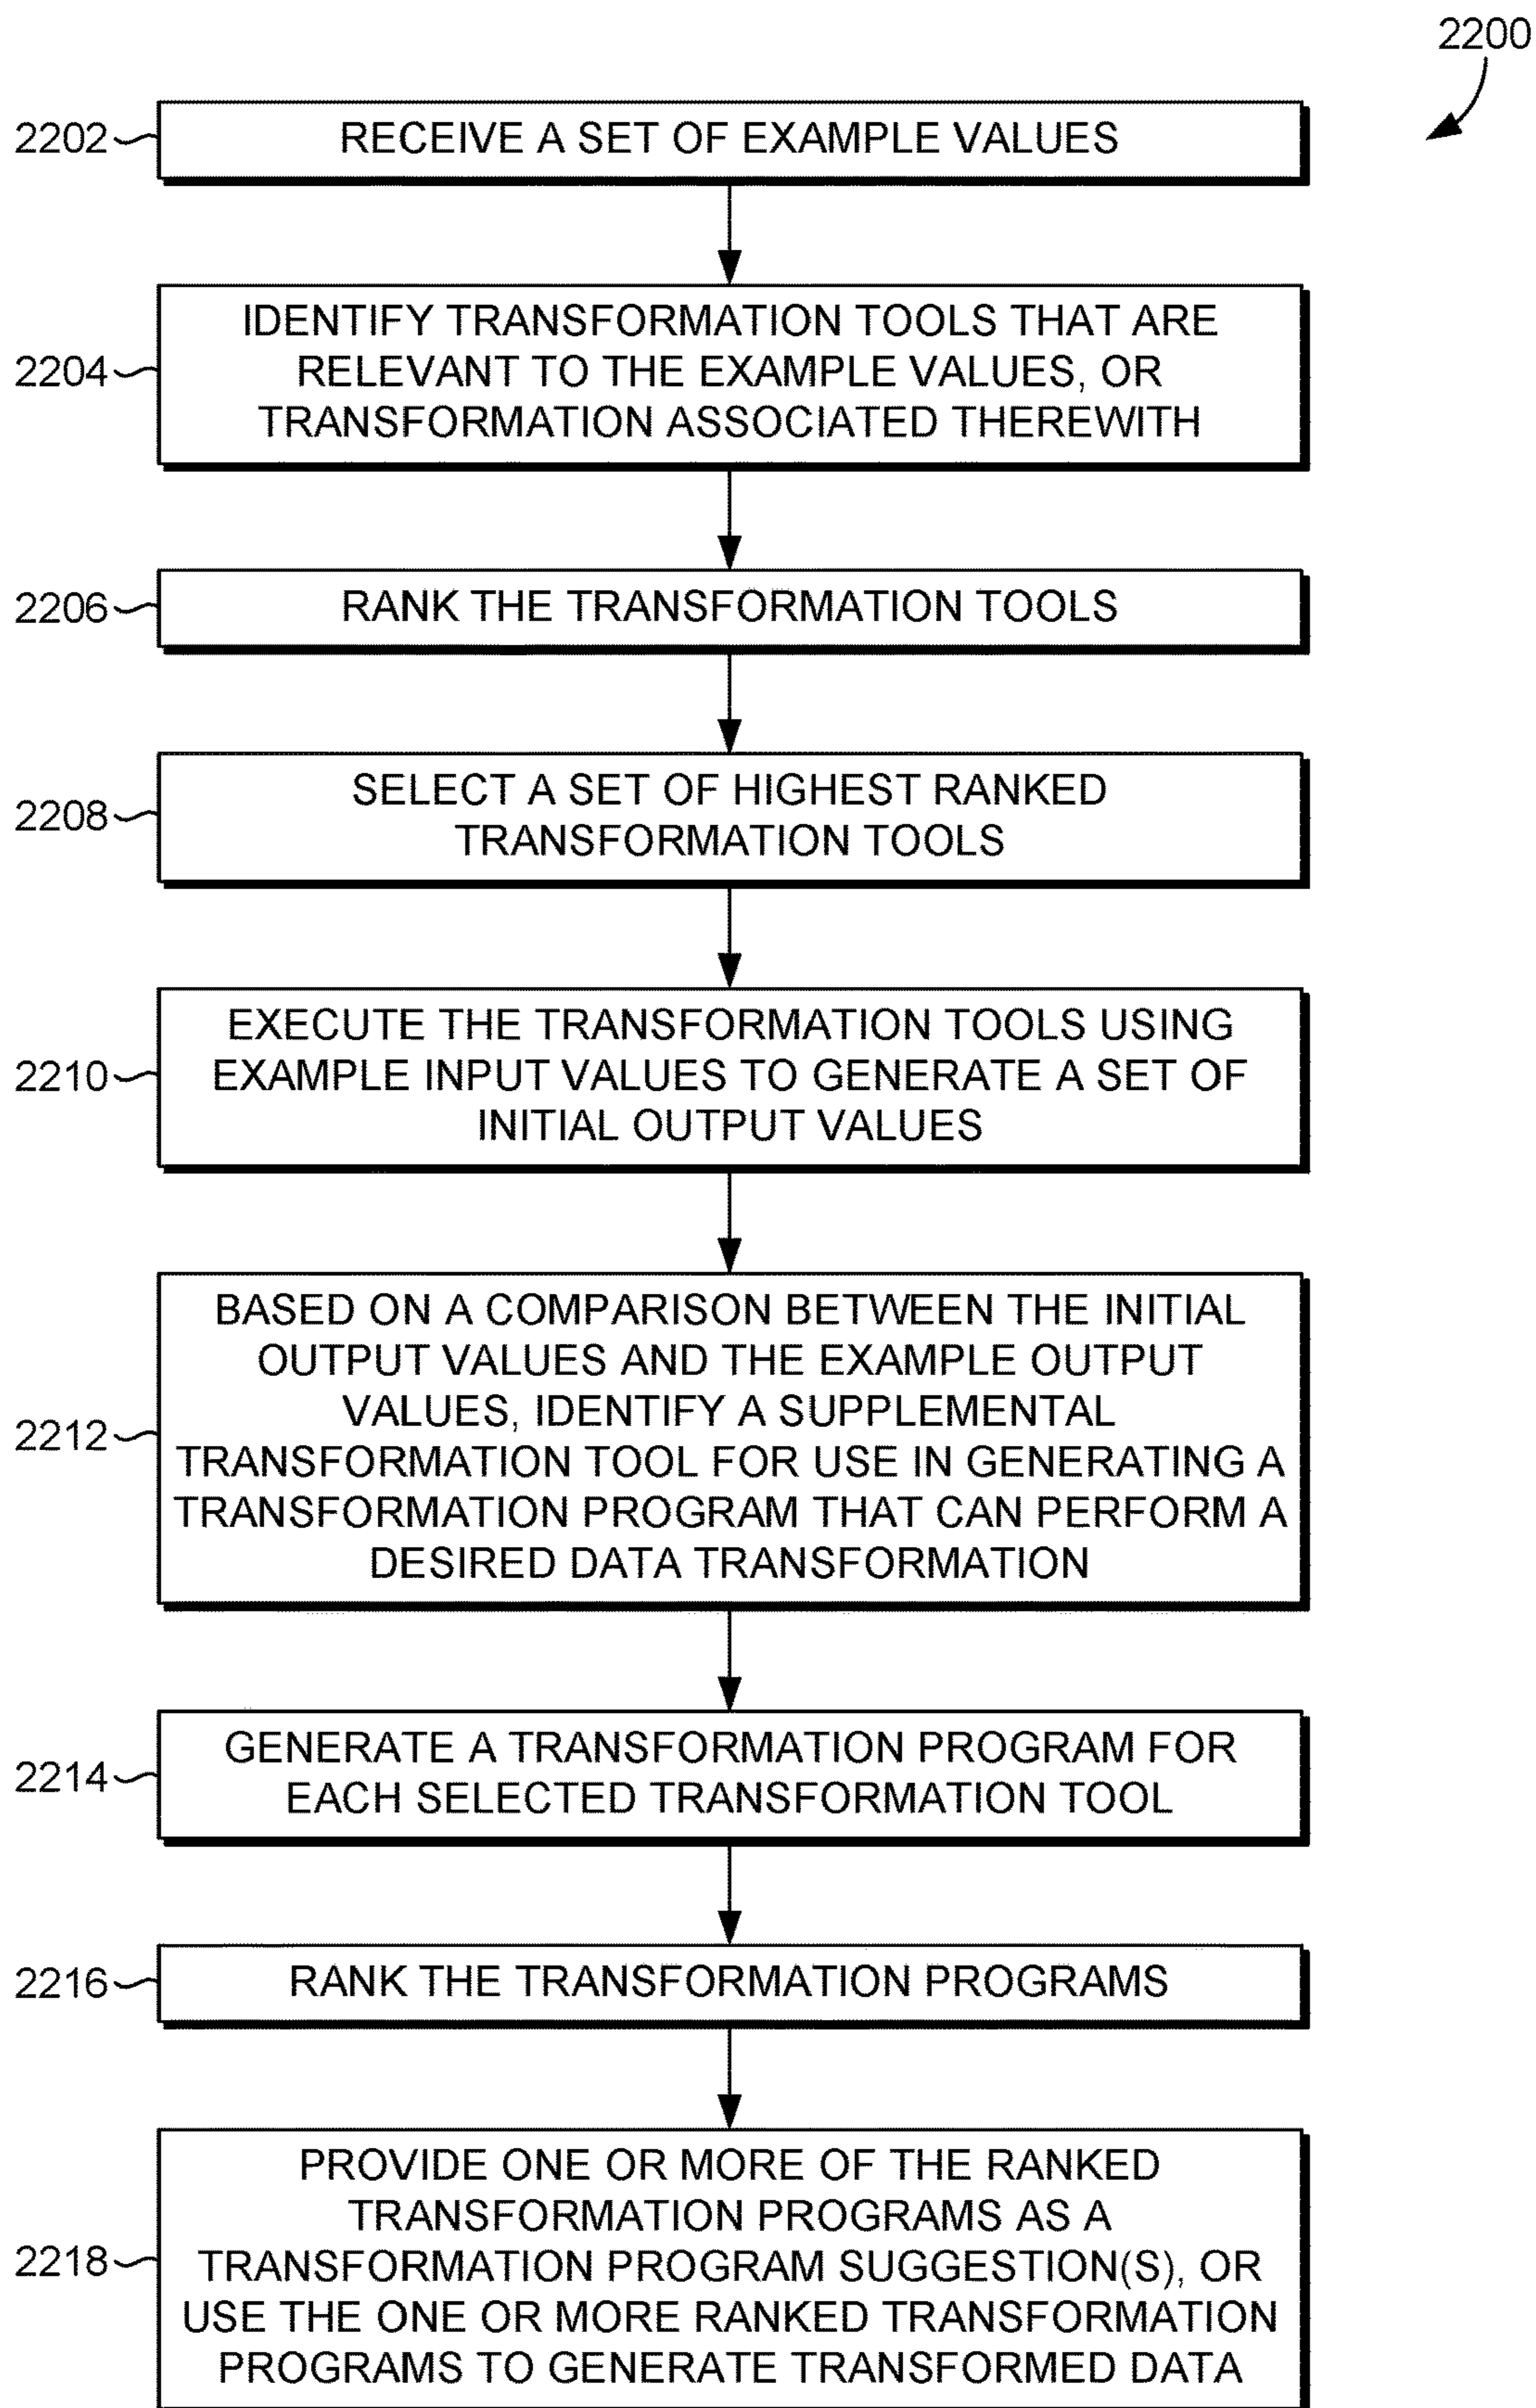 2200
2202
RECEIVE A SET OF EXAMPLE VALUES
2204
IDENTIFY TRANSFORMATION TOOLS THAT ARE
RELEVANT TO THE EXAMPLE VALUES, OR
TRANSFORMATION ASSOCIATED THEREWITH
2206
RANK THE TRANSFORMATION TOOLS
2208
SELECT A SET OF HIGHEST RANKED
TRANSFORMATION TOOLS
2210
EXECUTE THE TRANSFORMATION TOOLS USING
EXAMPLE INPUT VALUES TO GENERATE A SET OF
INITIAL OUTPUT VALUES
2212
BASED ON A COMPARISON BETWEEN THE INITIAL
OUTPUT VALUES AND THE EXAMPLE OUTPUT
VALUES, IDENTIFY A SUPPLEMENTAL
TRANSFORMATION TOOL FOR USE IN GENERATING A
TRANSFORMATION PROGRAM THAT CAN PERFORM A
DESIRED DATA TRANSFORMATION
2214
GENERATE A TRANSFORMATION PROGRAM FOR
EACH SELECTED TRANSFORMATION TOOL
2216
RANK THE TRANSFORMATION PROGRAMS
2218
PROVIDE ONE OR MORE OF THE RANKED
TRANSFORMATION PROGRAMS AS A
TRANSFORMATION PROGRAM SUGGESTION(S), OR
USE THE ONE OR MORE RANKED TRANSFORMATION
PROGRAMS TO GENERATE TRANSFORMED DATA